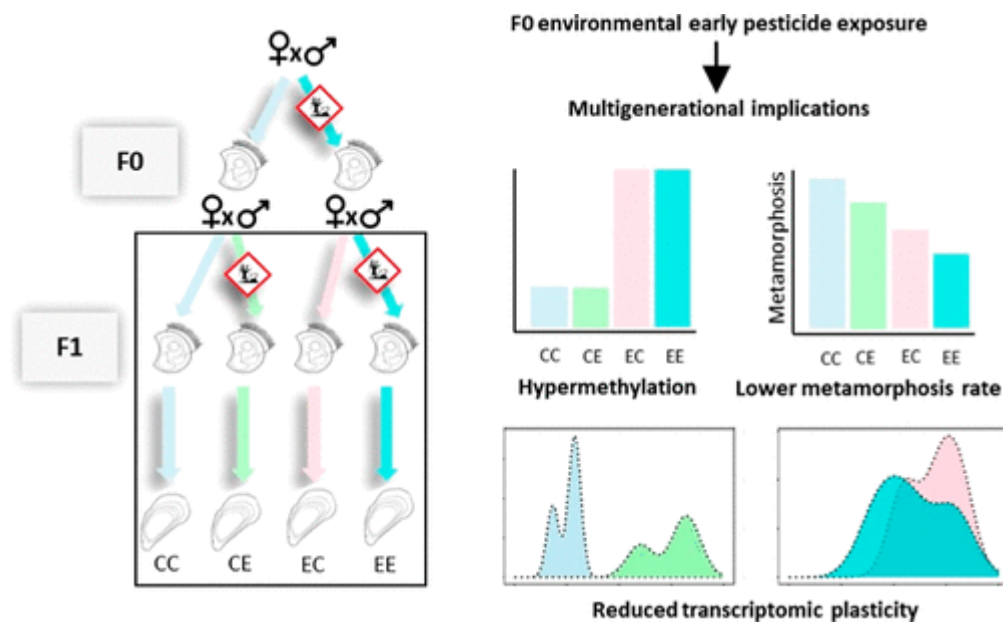 F0
F1
CC CE EC EE
F0 environmental early pesticide exposure
Multigenerational implications
CC CE EC EE
Hypermethylation
Metamorphosis
CC CE EC EE
Lower metamorphosis rate
Reduced transcriptomic plasticity